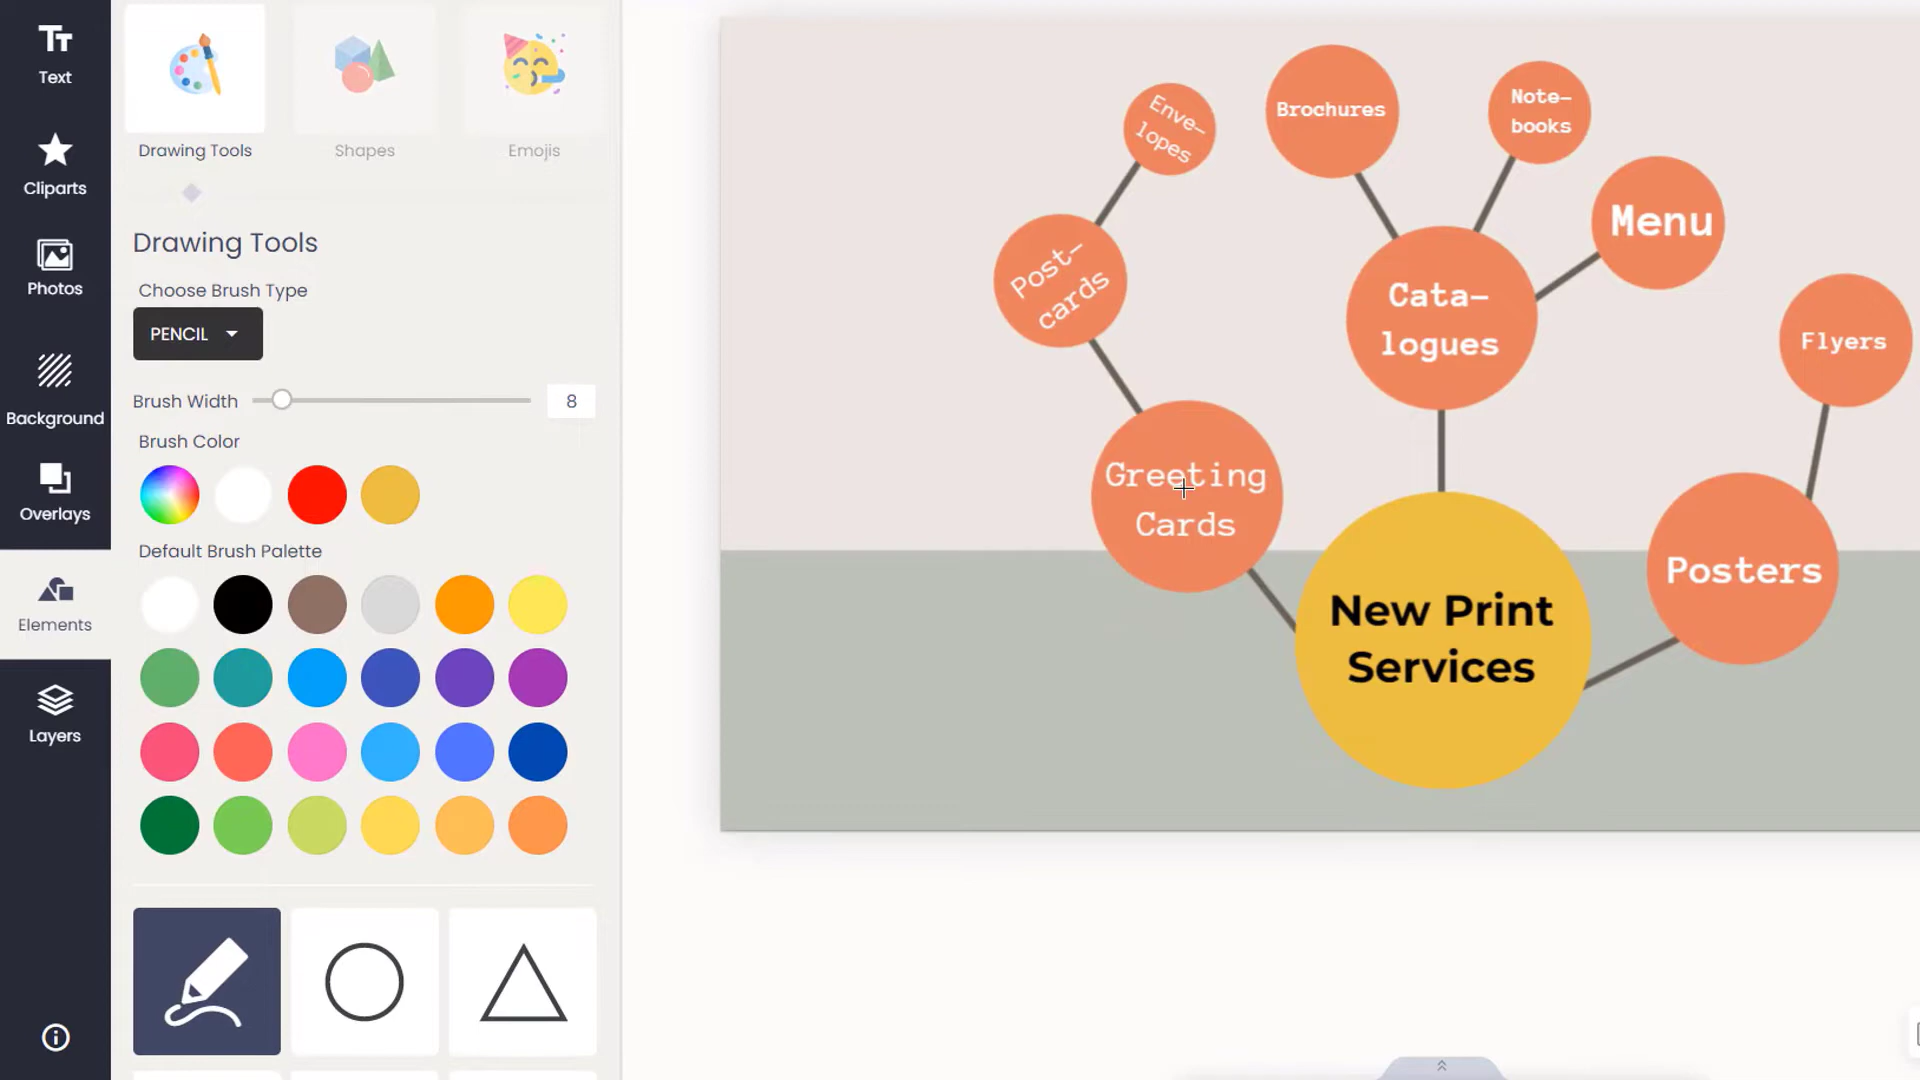 Text
Cliparts
Photos
Background
Overlays
Elements
Layers
Drawing Tools
Shapes
Emojis
Drawing Tools
Choose Brush Type
PENCIL
Brush Width
8
Brush Color
Default Brush Palette
Enve-
lopes
Brochures
Note-
books
Menu
Post-
cards
Cata-
logues
Flyers
Greeting
Cards
Posters
New Print
Services